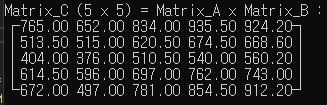 Matrix_C (5 x 5) = Matrix_A x Matrix_B :
┌765.00 652.00 834.00 935.50 924.20┐
│513.50 515.00 620.50 674.50 668.60│
│404.00 376.00 510.50 540.00 560.20│
│614.50 596.00 697.00 762.00 743.00│
└672.00 497.00 781.00 854.50 912.20┘